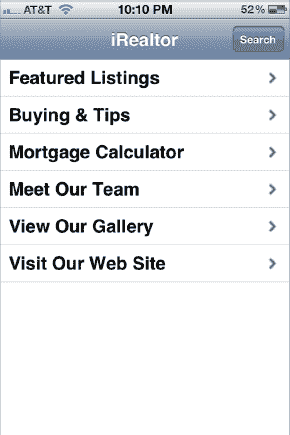 AT&T 10:10 PM 52%
iRealtor Search
Featured Listings
Buying & Tips
Mortgage Calculator
Meet Our Team
View Our Gallery
Visit Our Web Site